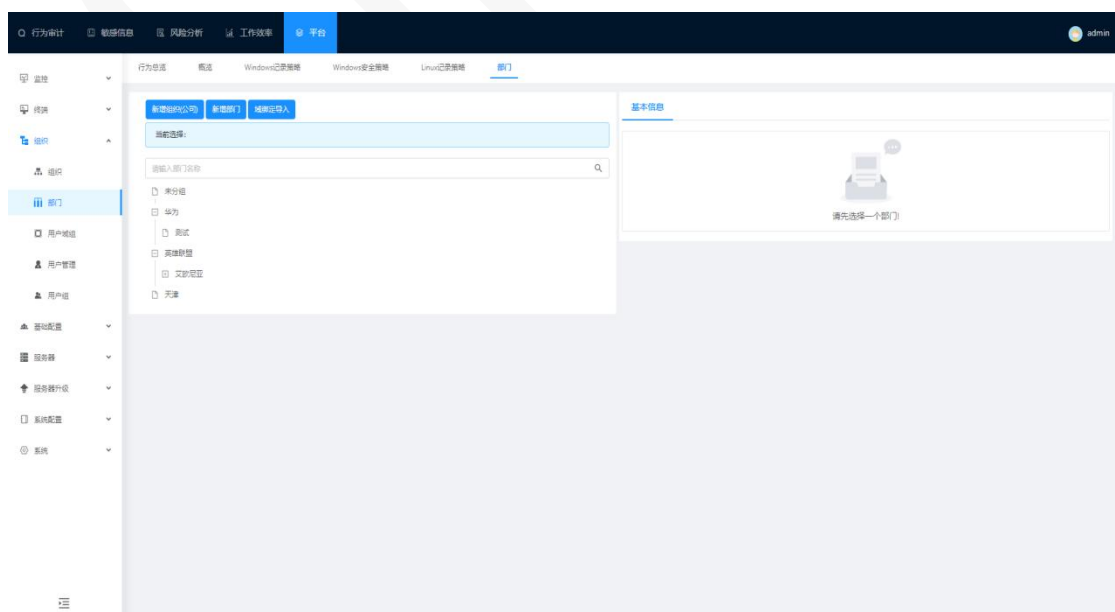 行为审计 敏感信息 风险分析 工作效率 平台 admin
行为总览 概览 Windows记录策略 Windows安全策略 Linux记录策略 部门
监控
终端
组织
组织
部门
用户域组
用户管理
用户组
基础配置
服务器
服务器升级
系统配置
系统
新增组织(公司) 新增部门 域绑定导入
当前选择:
请输入部门名称
未分组
华为
测试
英雄联盟
艾欧尼亚
天津
基本信息
请先选择一个部门!